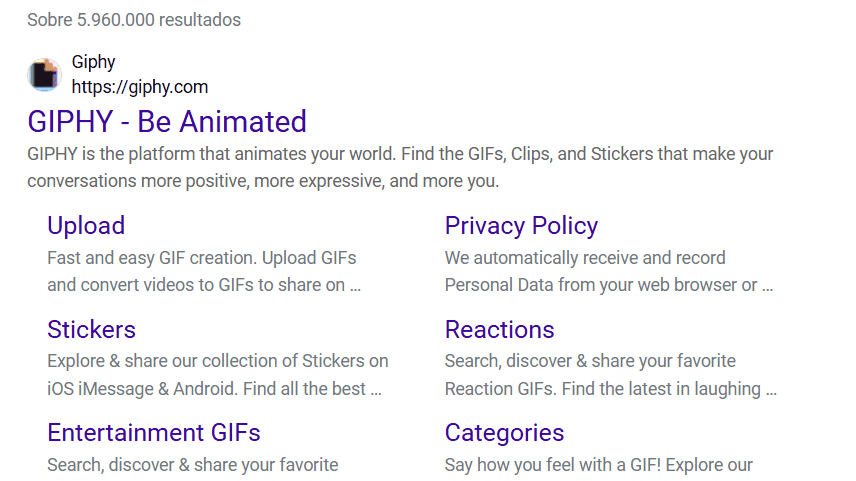 Sobre 5.960.000 resultados
Giphy
https://giphy.com
GIPHY - Be Animated
GIPHY is the platform that animates your world. Find the GIFs, Clips, and Stickers that make your
conversations more positive, more expressive, and more you.
Upload
Fast and easy GIF creation. Upload GIFs
and convert videos to GIFs to share on ...
Privacy Policy
We automatically receive and record
Personal Data from your web browser or ...
Stickers
Explore & share our collection of Stickers on
iOS iMessage & Android. Find all the best ...
Reactions
Search, discover & share your favorite
Reaction GIFs. Find the latest in laughing ...
Entertainment GIFs
Search, discover & share your favorite
Categories
Say how you feel with a GIF! Explore our